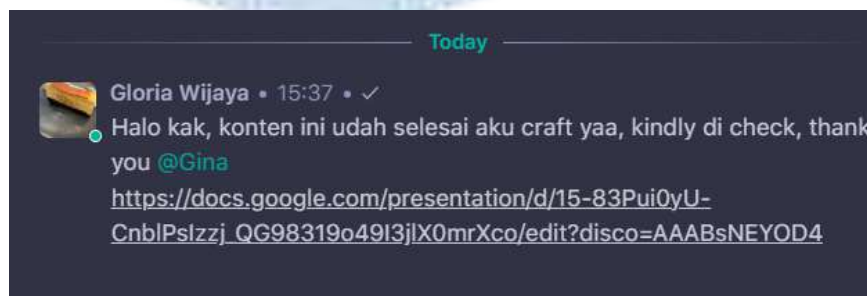 Today
Gloria Wijaya • 15:37 • ✓
Halo kak, konten ini udah selesai aku craft yaa, kindly di check, thank
you @Gina
https://docs.google.com/presentation/d/15-83Pui0yU-
CnblPsIzzj_QG98319o49I3jlX0mrXco/edit?disco=AAABsNEYOD4